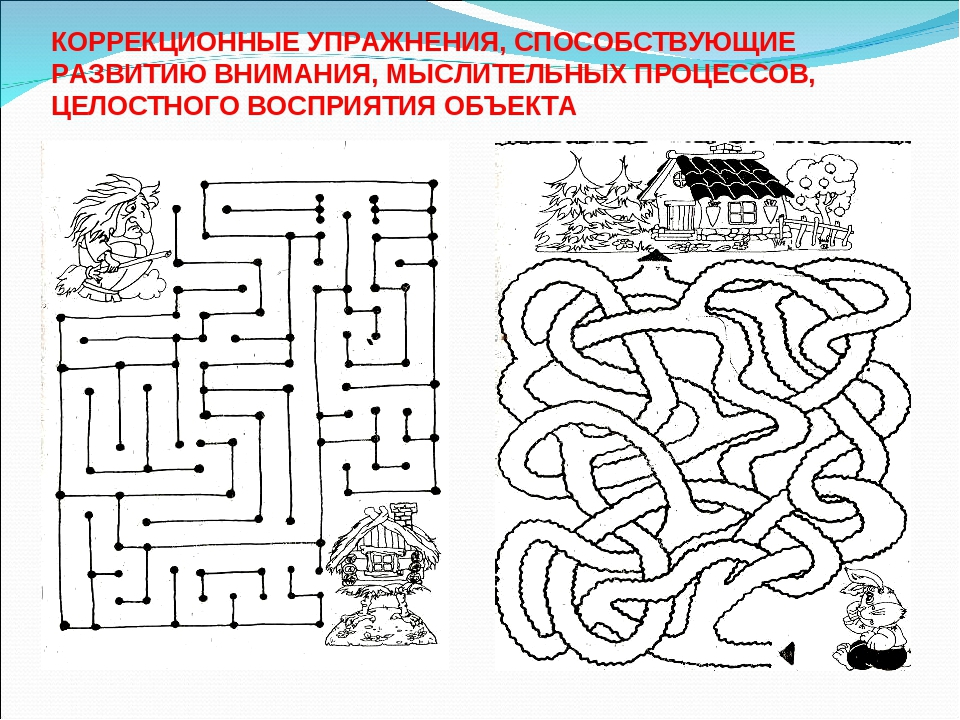 КОРРЕКЦИОННЫЕ УПРАЖНЕНИЯ, СПОСОБСТВУЮЩИЕ
РАЗВИТИЮ ВНИМАНИЯ, МЫСЛИТЕЛЬНЫХ ПРОЦЕССОВ,
ЦЕЛОСТНОГО ВОСПРИЯТИЯ ОБЪЕКТА